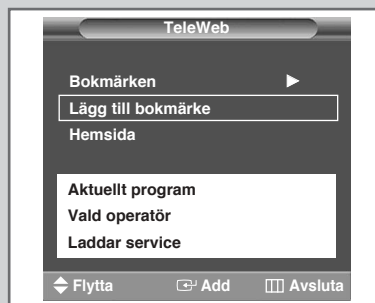 TeleWeb
Bokmärken
Lägg till bokmärke
Hemsida
Aktuellt program
Vald operatör
Laddar service
Flytta Add Avsluta